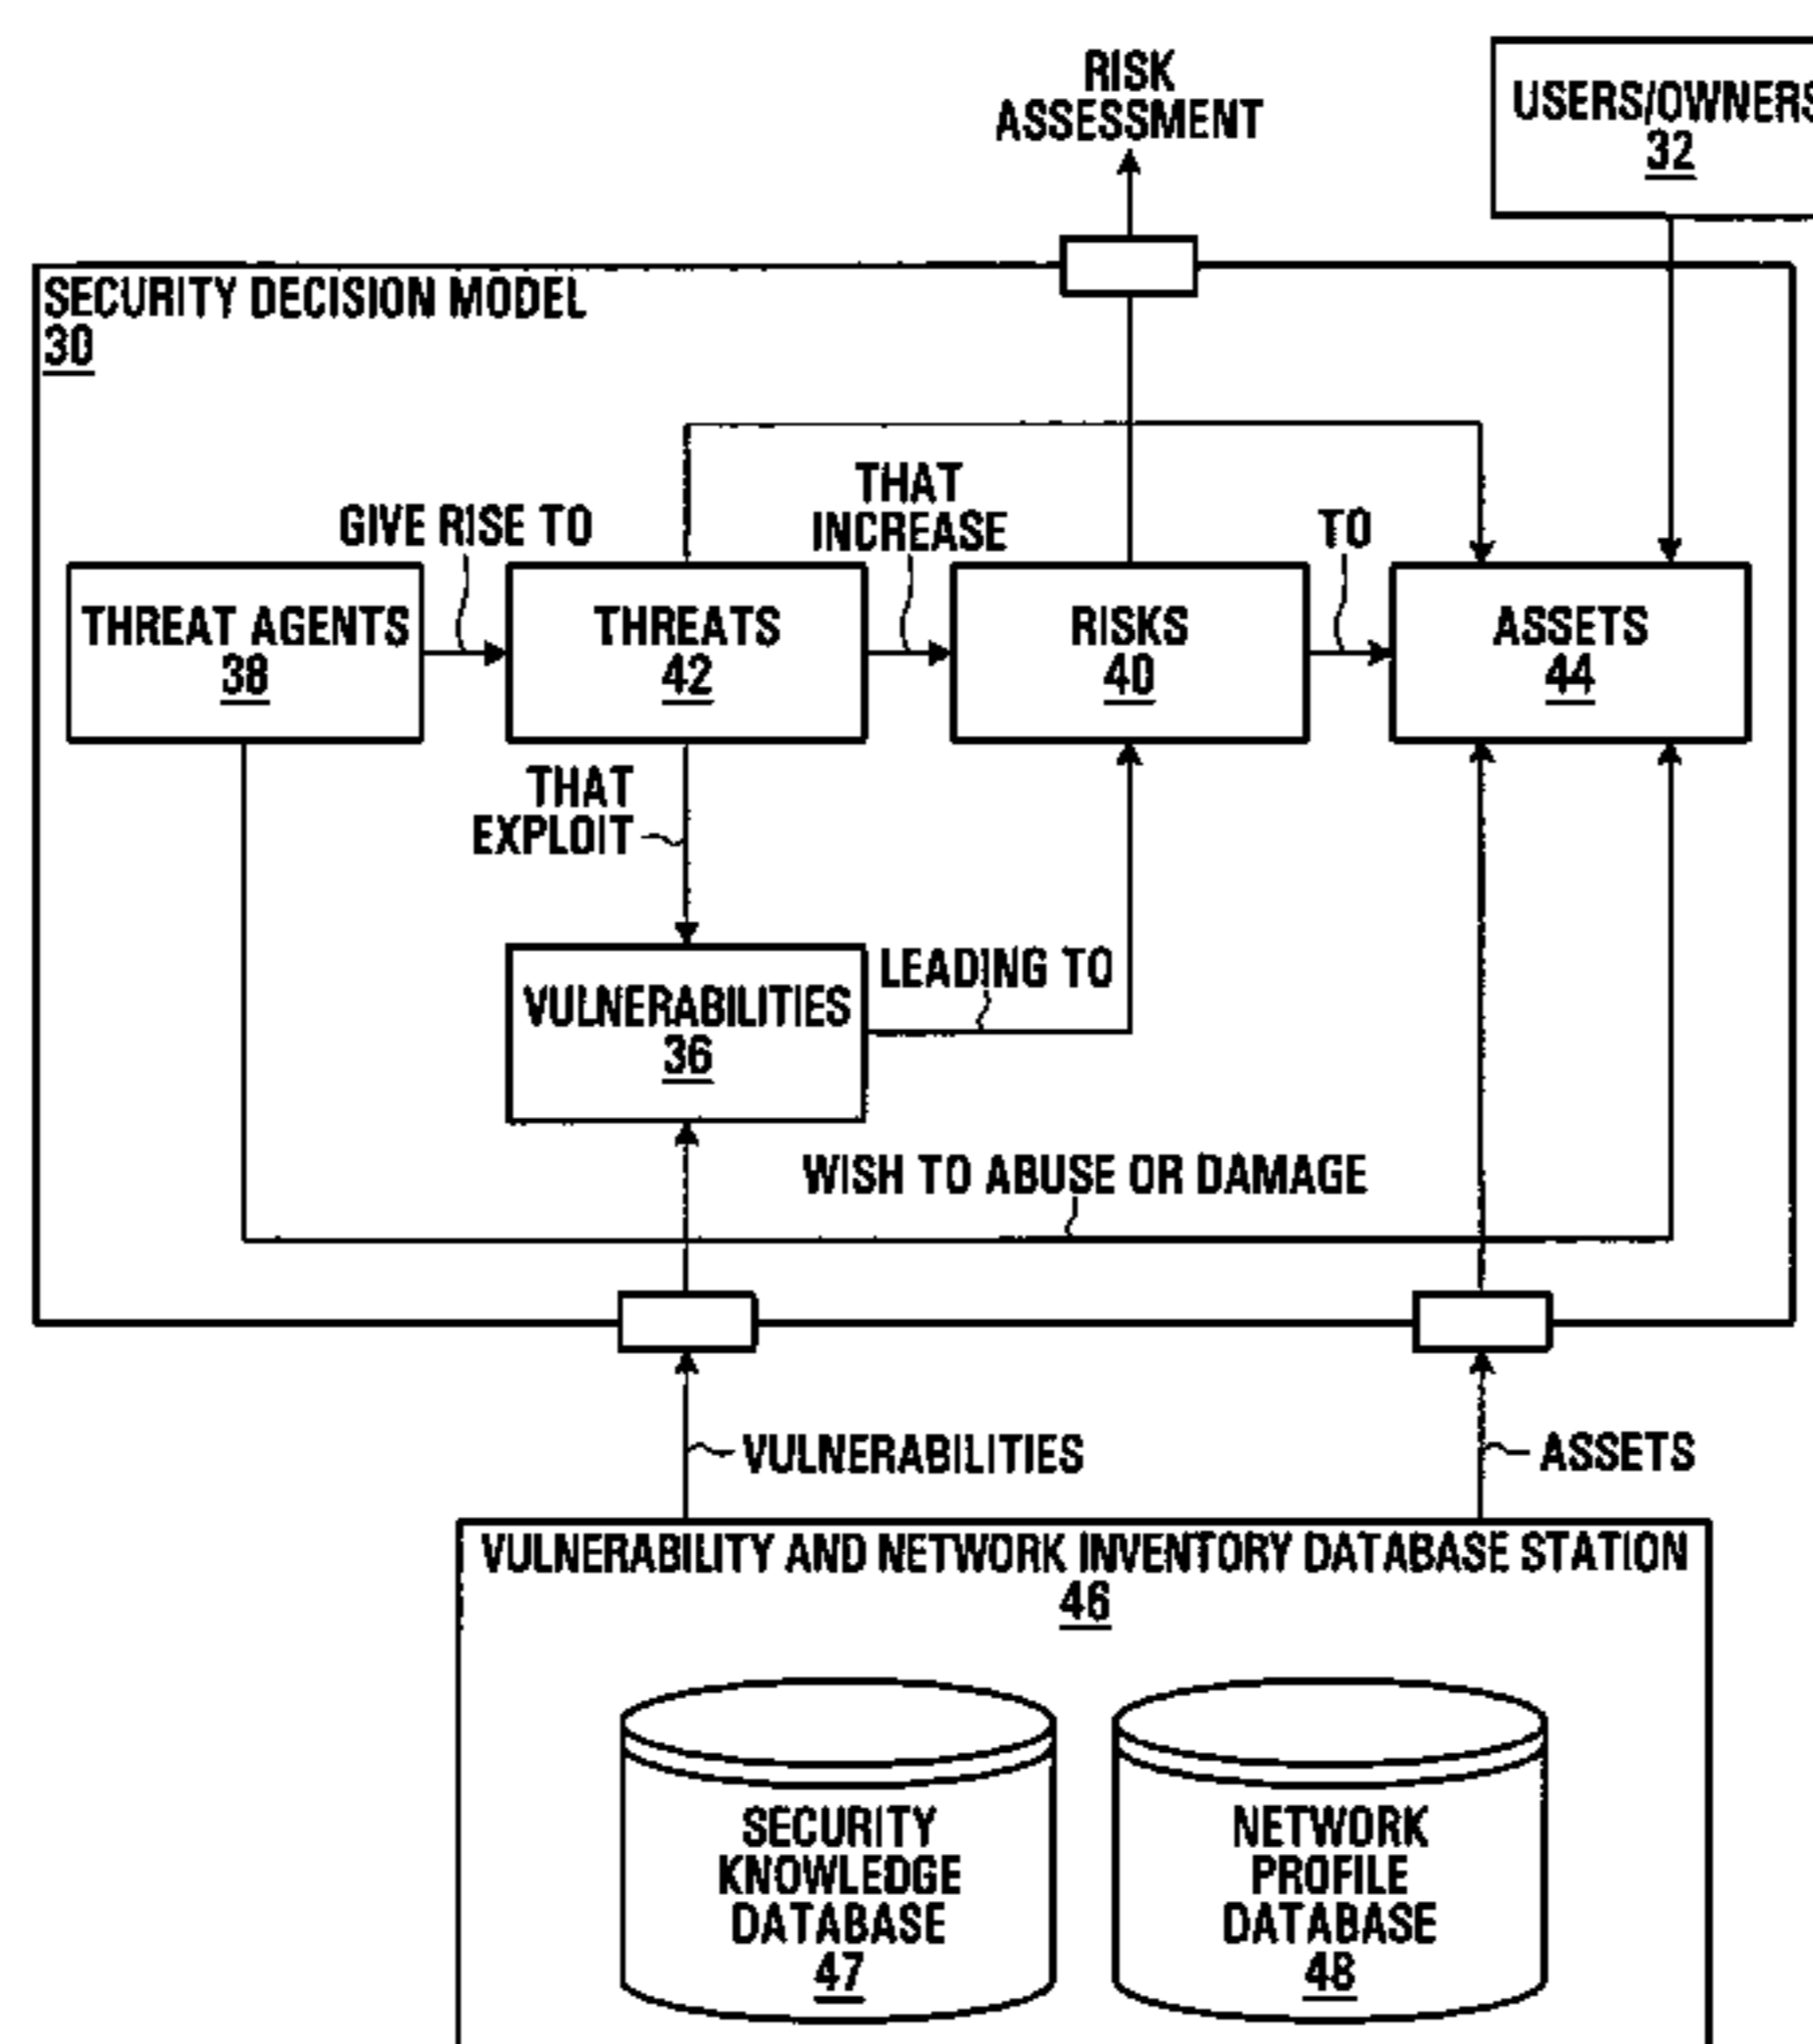 RISK
ASSESSMENT
USERS/OWNERS
32
SECURITY DECISION MODEL
30
GIVE RISE TO
THAT
INCREASE
TO
THREAT AGENTS
38
THREATS
42
RISKS
40
ASSETS
44
THAT
EXPLOIT
LEADING TO
VULNERABILITIES
36
WISH TO ABUSE OR DAMAGE
VULNERABILITIES
ASSETS
VULNERABILITY AND NETWORK INVENTORY DATABASE STATION
46
SECURITY
KNOWLEDGE
DATABASE
47
NETWORK
PROFILE
DATABASE
48